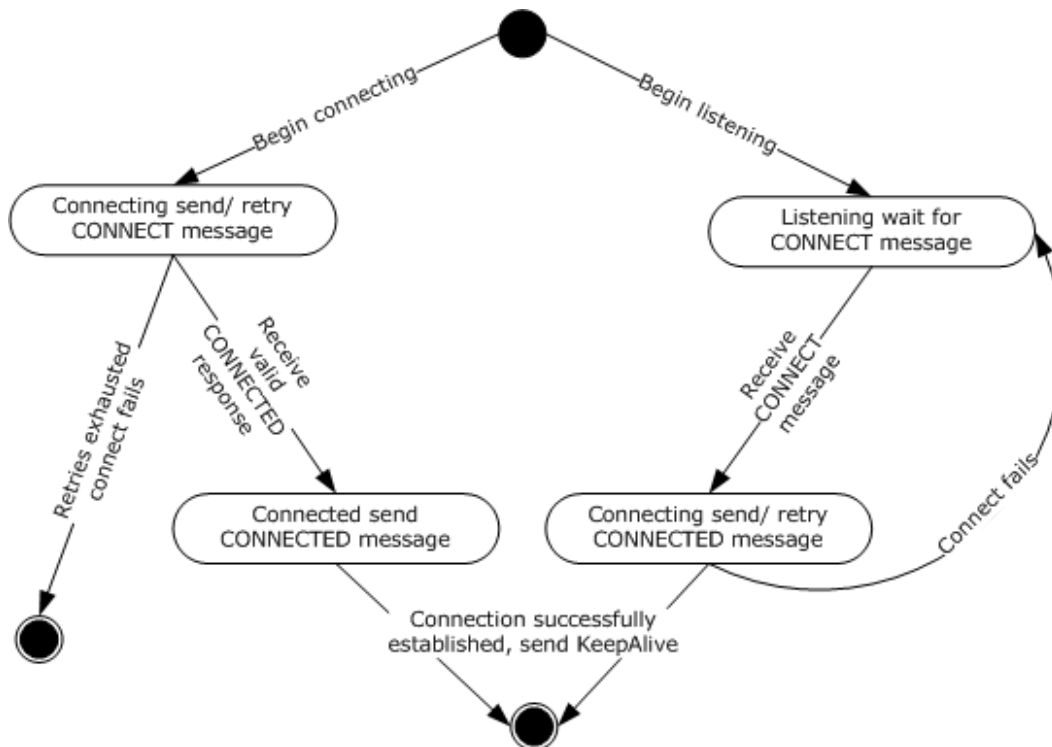 Begin connecting
Begin listening
Connecting send/ retry
CONNECT message
Listening wait for
CONNECT message
Retries exhausted
connect fails
Receive
valid
CONNECTED
response
Receive
CONNECT
message
Connect fails
Connected send
CONNECTED message
Connecting send/ retry
CONNECTED message
Connection successfully
established, send KeepAlive